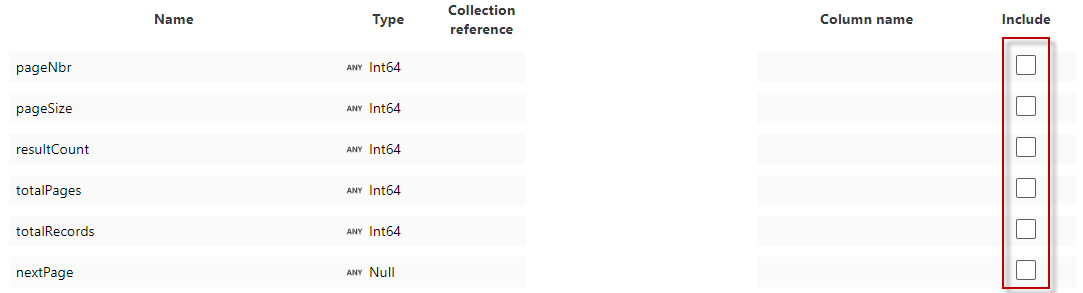 Name Type Collection reference Column name Include
pageNbr ANY Int64
pageSize ANY Int64
resultCount ANY Int64
totalPages ANY Int64
totalRecords ANY Int64
nextPage ANY Null